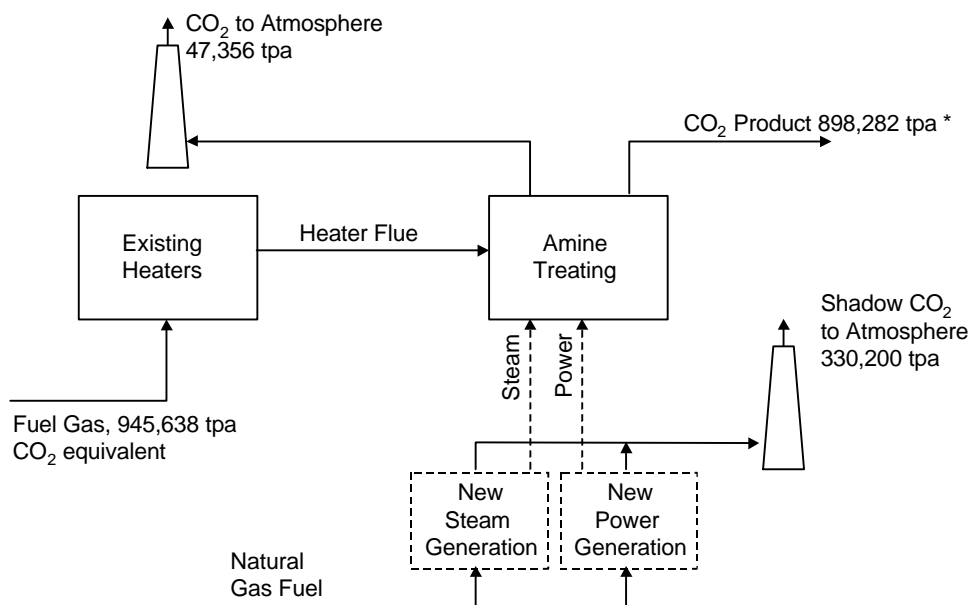 CO₂ to Atmosphere
47,356 tpa
CO₂ Product 898,282 tpa *
Existing
Heaters
Heater Flue
Amine
Treating
Shadow CO₂
to Atmosphere
330,200 tpa
Steam
Power
Fuel Gas, 945,638 tpa
CO₂ equivalent
New
Steam
Generation
New
Power
Generation
Natural
Gas Fuel